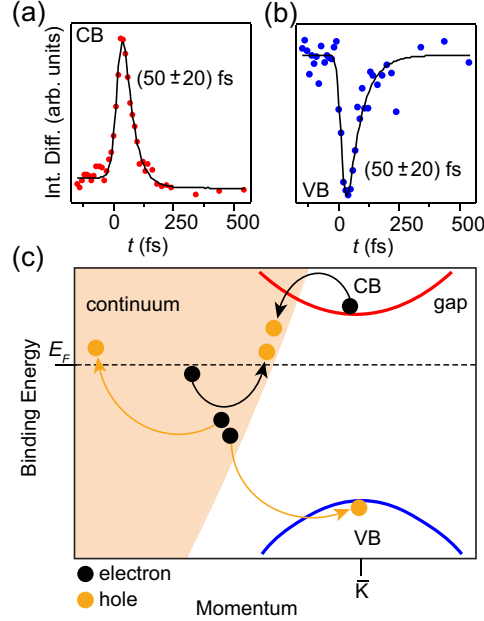 (a)
CB
(50 ± 20) fs
Int. Diff. (arb. units)
0 250 500
t (fs)
(b)
(50 ± 20) fs
VB
0 250 500
t (fs)
(c)
continuum
CB
gap
E_F
Binding Energy
VB
K̅
electron
hole
Momentum